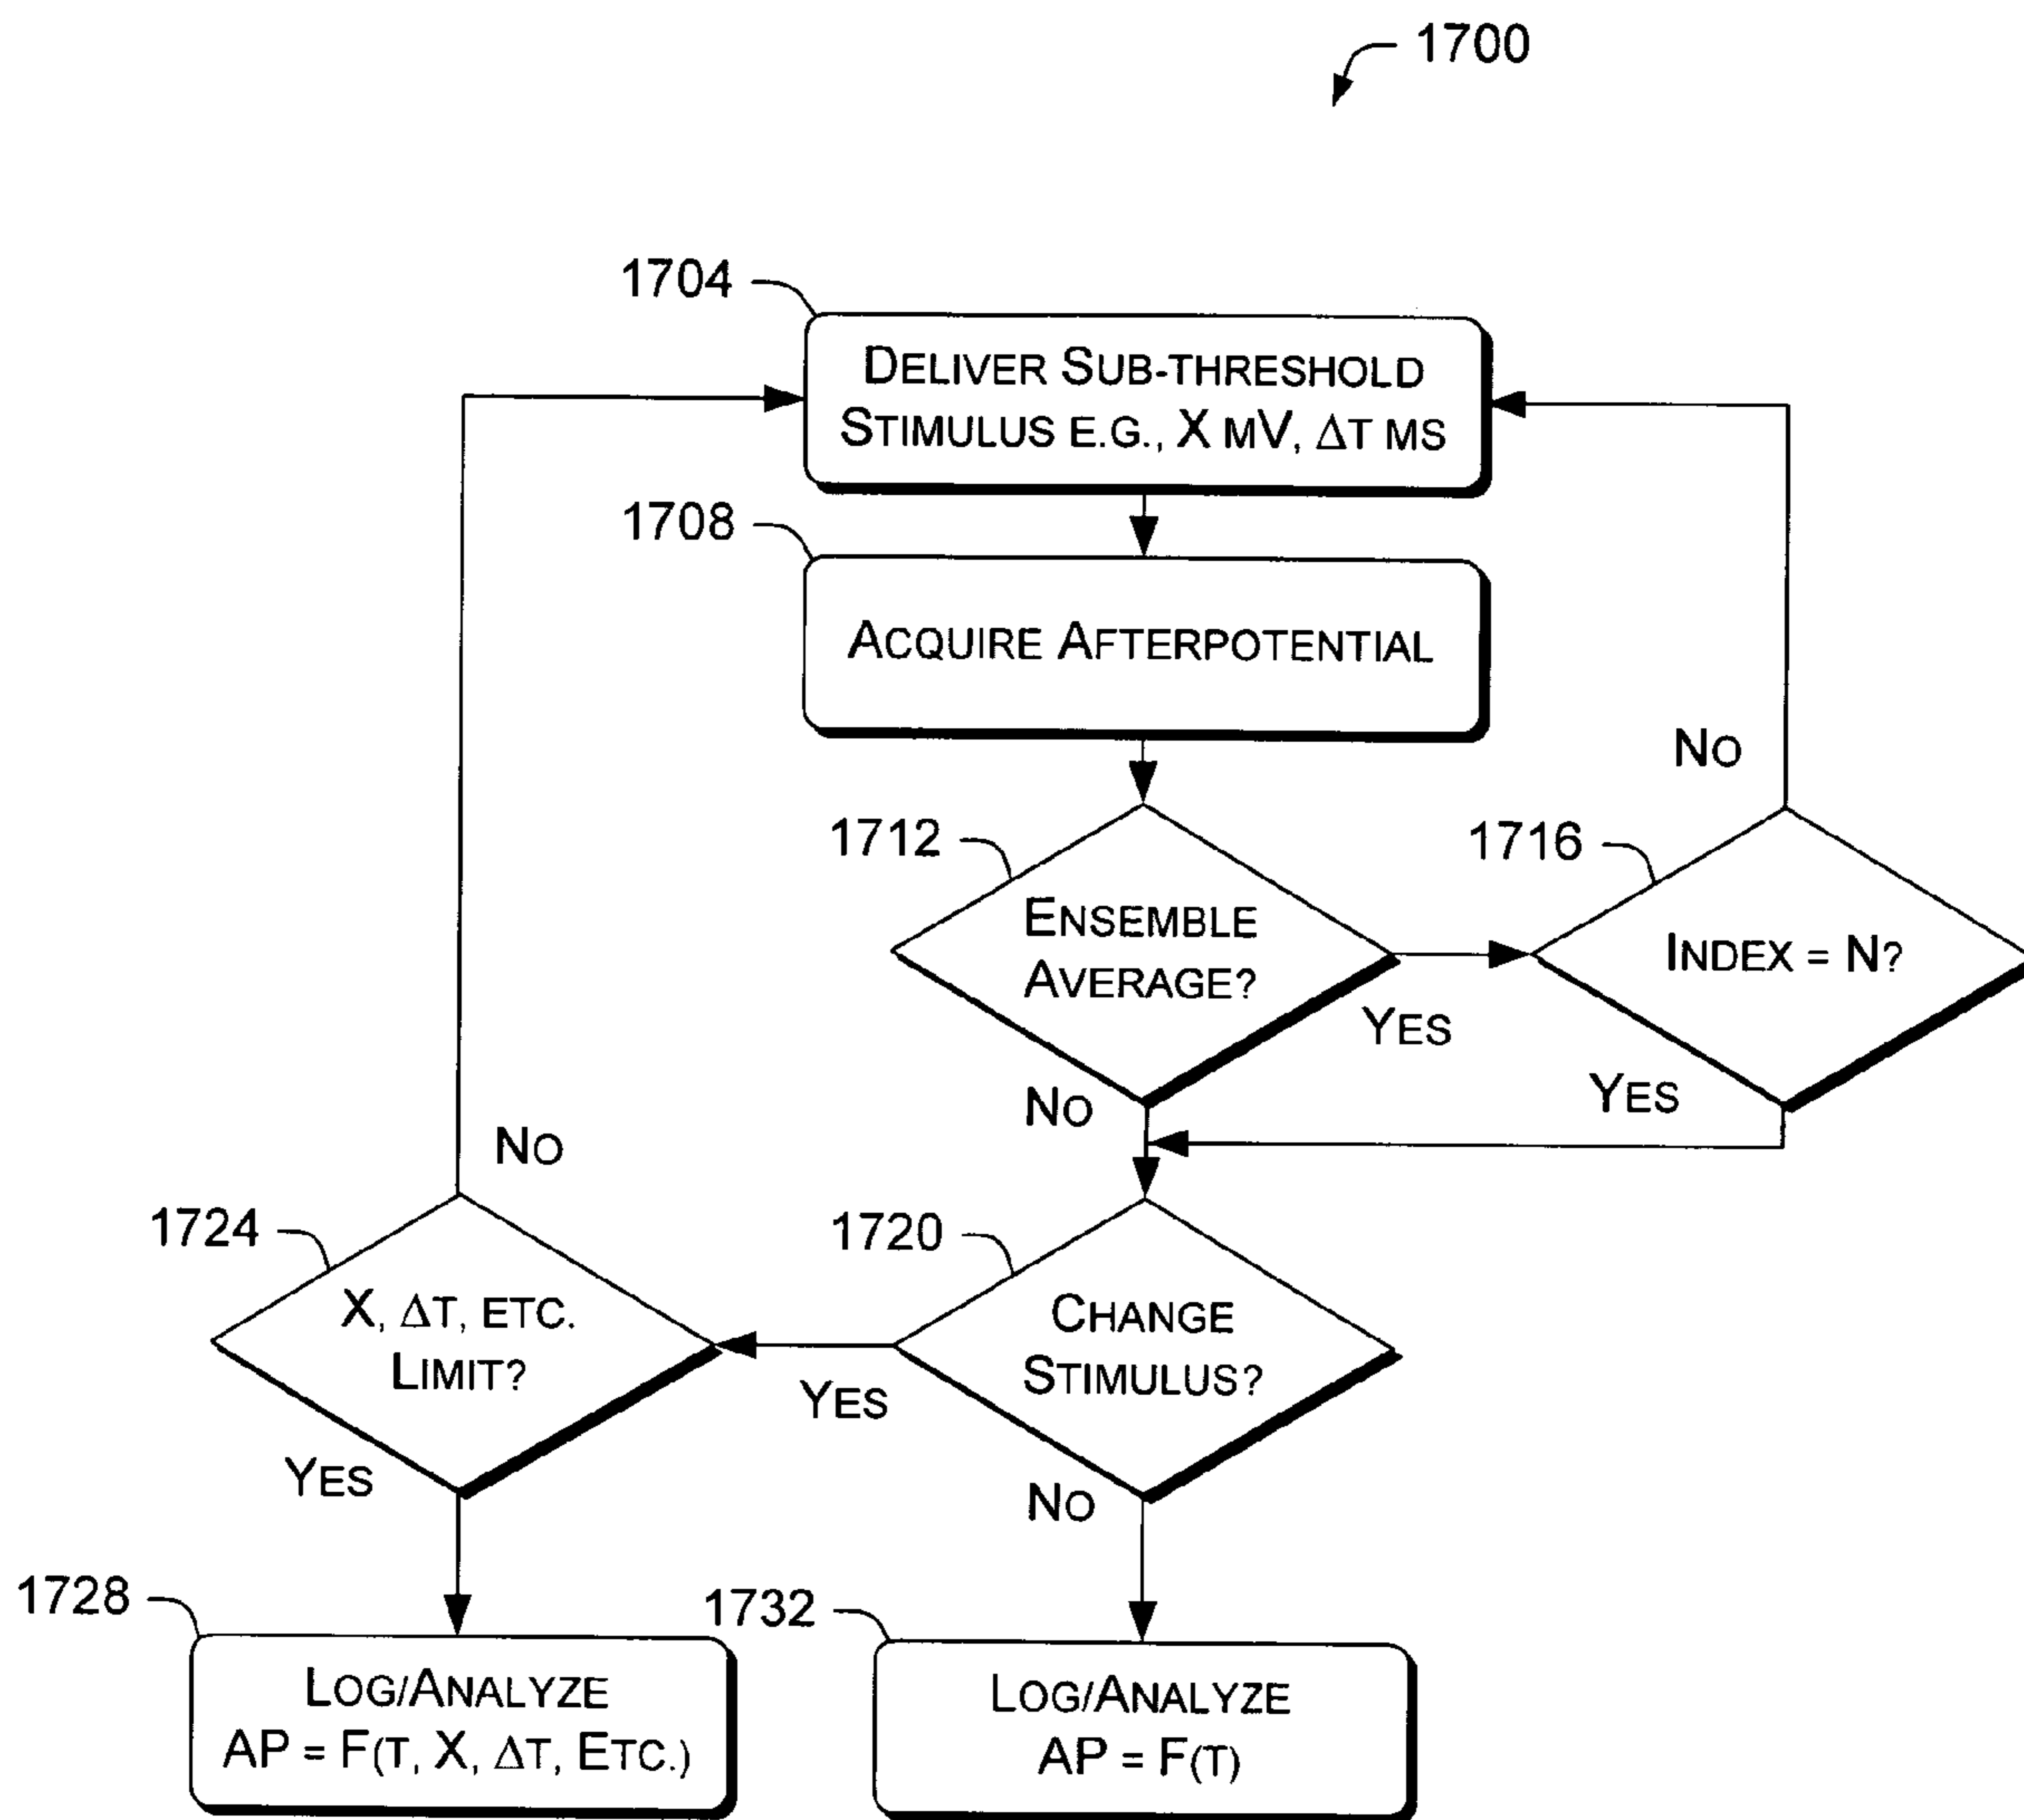 1700
1704
DELIVER SUB-THRESHOLD
STIMULUS E.G., X MV, ΔT MS
1708
ACQUIRE AFTERPOTENTIAL
NO
1712
1716
ENSEMBLE
AVERAGE?
INDEX = N?
YES
YES
NO
NO
1724
1720
X, ΔT, ETC.
LIMIT?
CHANGE
STIMULUS?
YES
YES
NO
1728
1732
LOG/ANALYZE
AP = F(T, X, ΔT, ETC.)
LOG/ANALYZE
AP = F(T)